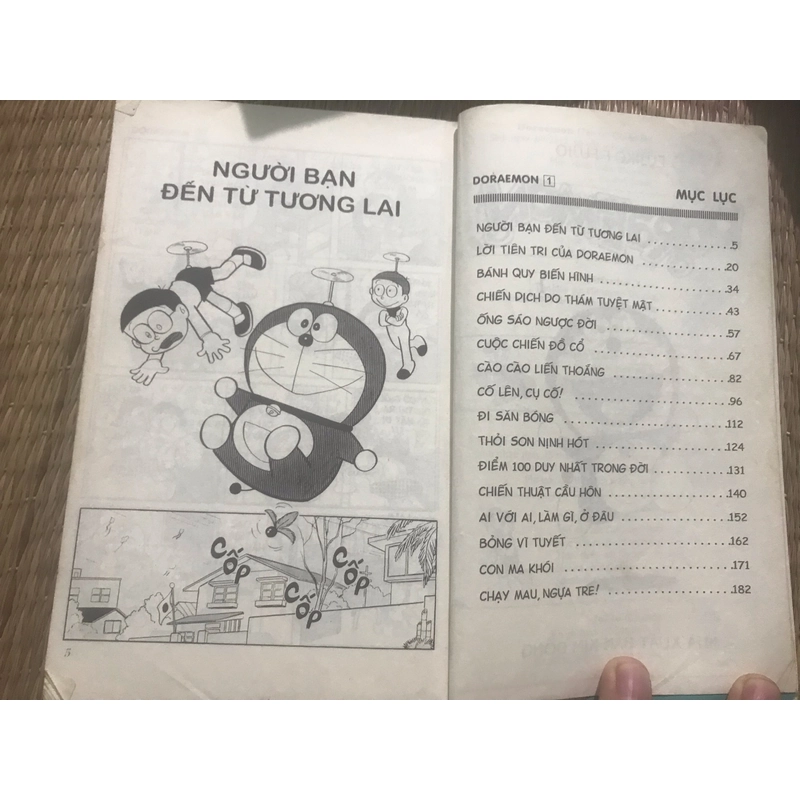 NGƯỜI BẠN
ĐẾN TỪ TƯƠNG LAI
CỐP
CỐP
CỐP
CỐP
5
DORAEMON 1
MỤC LỤC
NGƯỜI BẠN ĐẾN TỪ TƯƠNG LAI ..............5
LỜI TIÊN TRI CỦA DORAEMON ..............20
BÁNH QUY BIẾN HÌNH ..............34
CHIẾN DỊCH DO THÁM TUYỆT MẬT ..............43
ỐNG SÁO NGƯỢC ĐỜI ..............57
CUỘC CHIẾN ĐỒ CỔ ..............67
CÀO CÀO LIẾN THOẮNG ..............82
CỐ LÊN, CỤ CỐ! ..............96
ĐI SĂN BÓNG ..............112
THỎI SON NỊNH HÓT ..............124
ĐIỂM 100 DUY NHẤT TRONG ĐỜI ..............131
CHIẾN THUẬT CẦU HÔN ..............140
AI VỚI AI, LÀM GÌ, Ở ĐÂU ..............152
BỎNG VÌ TUYẾT ..............162
CON MA KHÓI ..............171
CHẠY MAU, NGỰA TRE! ..............182